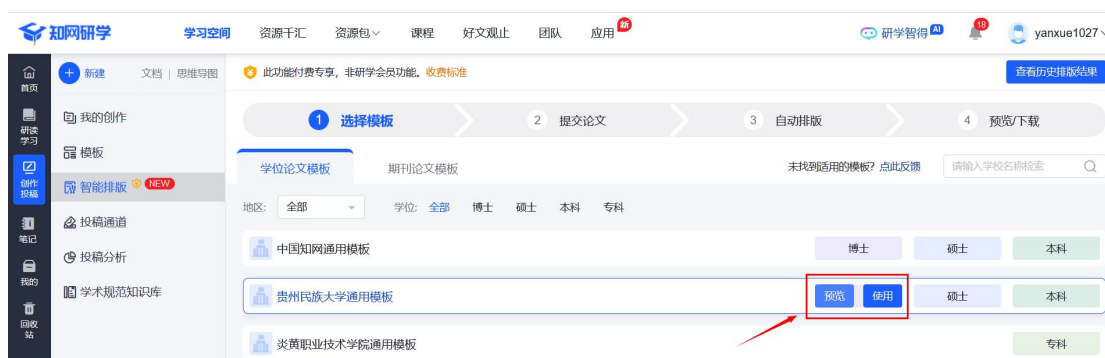 知网研学 学习空间 资源千汇 资源包 课程 好文观止 团队 应用 新 研学智得 AI 18 yanxue1027
首页
研读学习
创作投稿
笔记
我的
回收站
+ 新建 文档 | 思维导图
我的创作
模板
智能排版 NEW
投稿通道
投稿分析
学术规范知识库
此功能付费专享，非研学会员功能。收费标准 查看历史排版结果
1 选择模板 2 提交论文 3 自动排版 4 预览/下载
学位论文模板 期刊论文模板 未找到适用的模板？点此反馈 请输入学校名称检索
地区: 全部 学位: 全部 博士 硕士 本科 专科
中国知网通用模板 博士 硕士 本科
贵州民族大学通用模板 预览 使用 硕士 本科
炎黄职业技术学院通用模板 专科